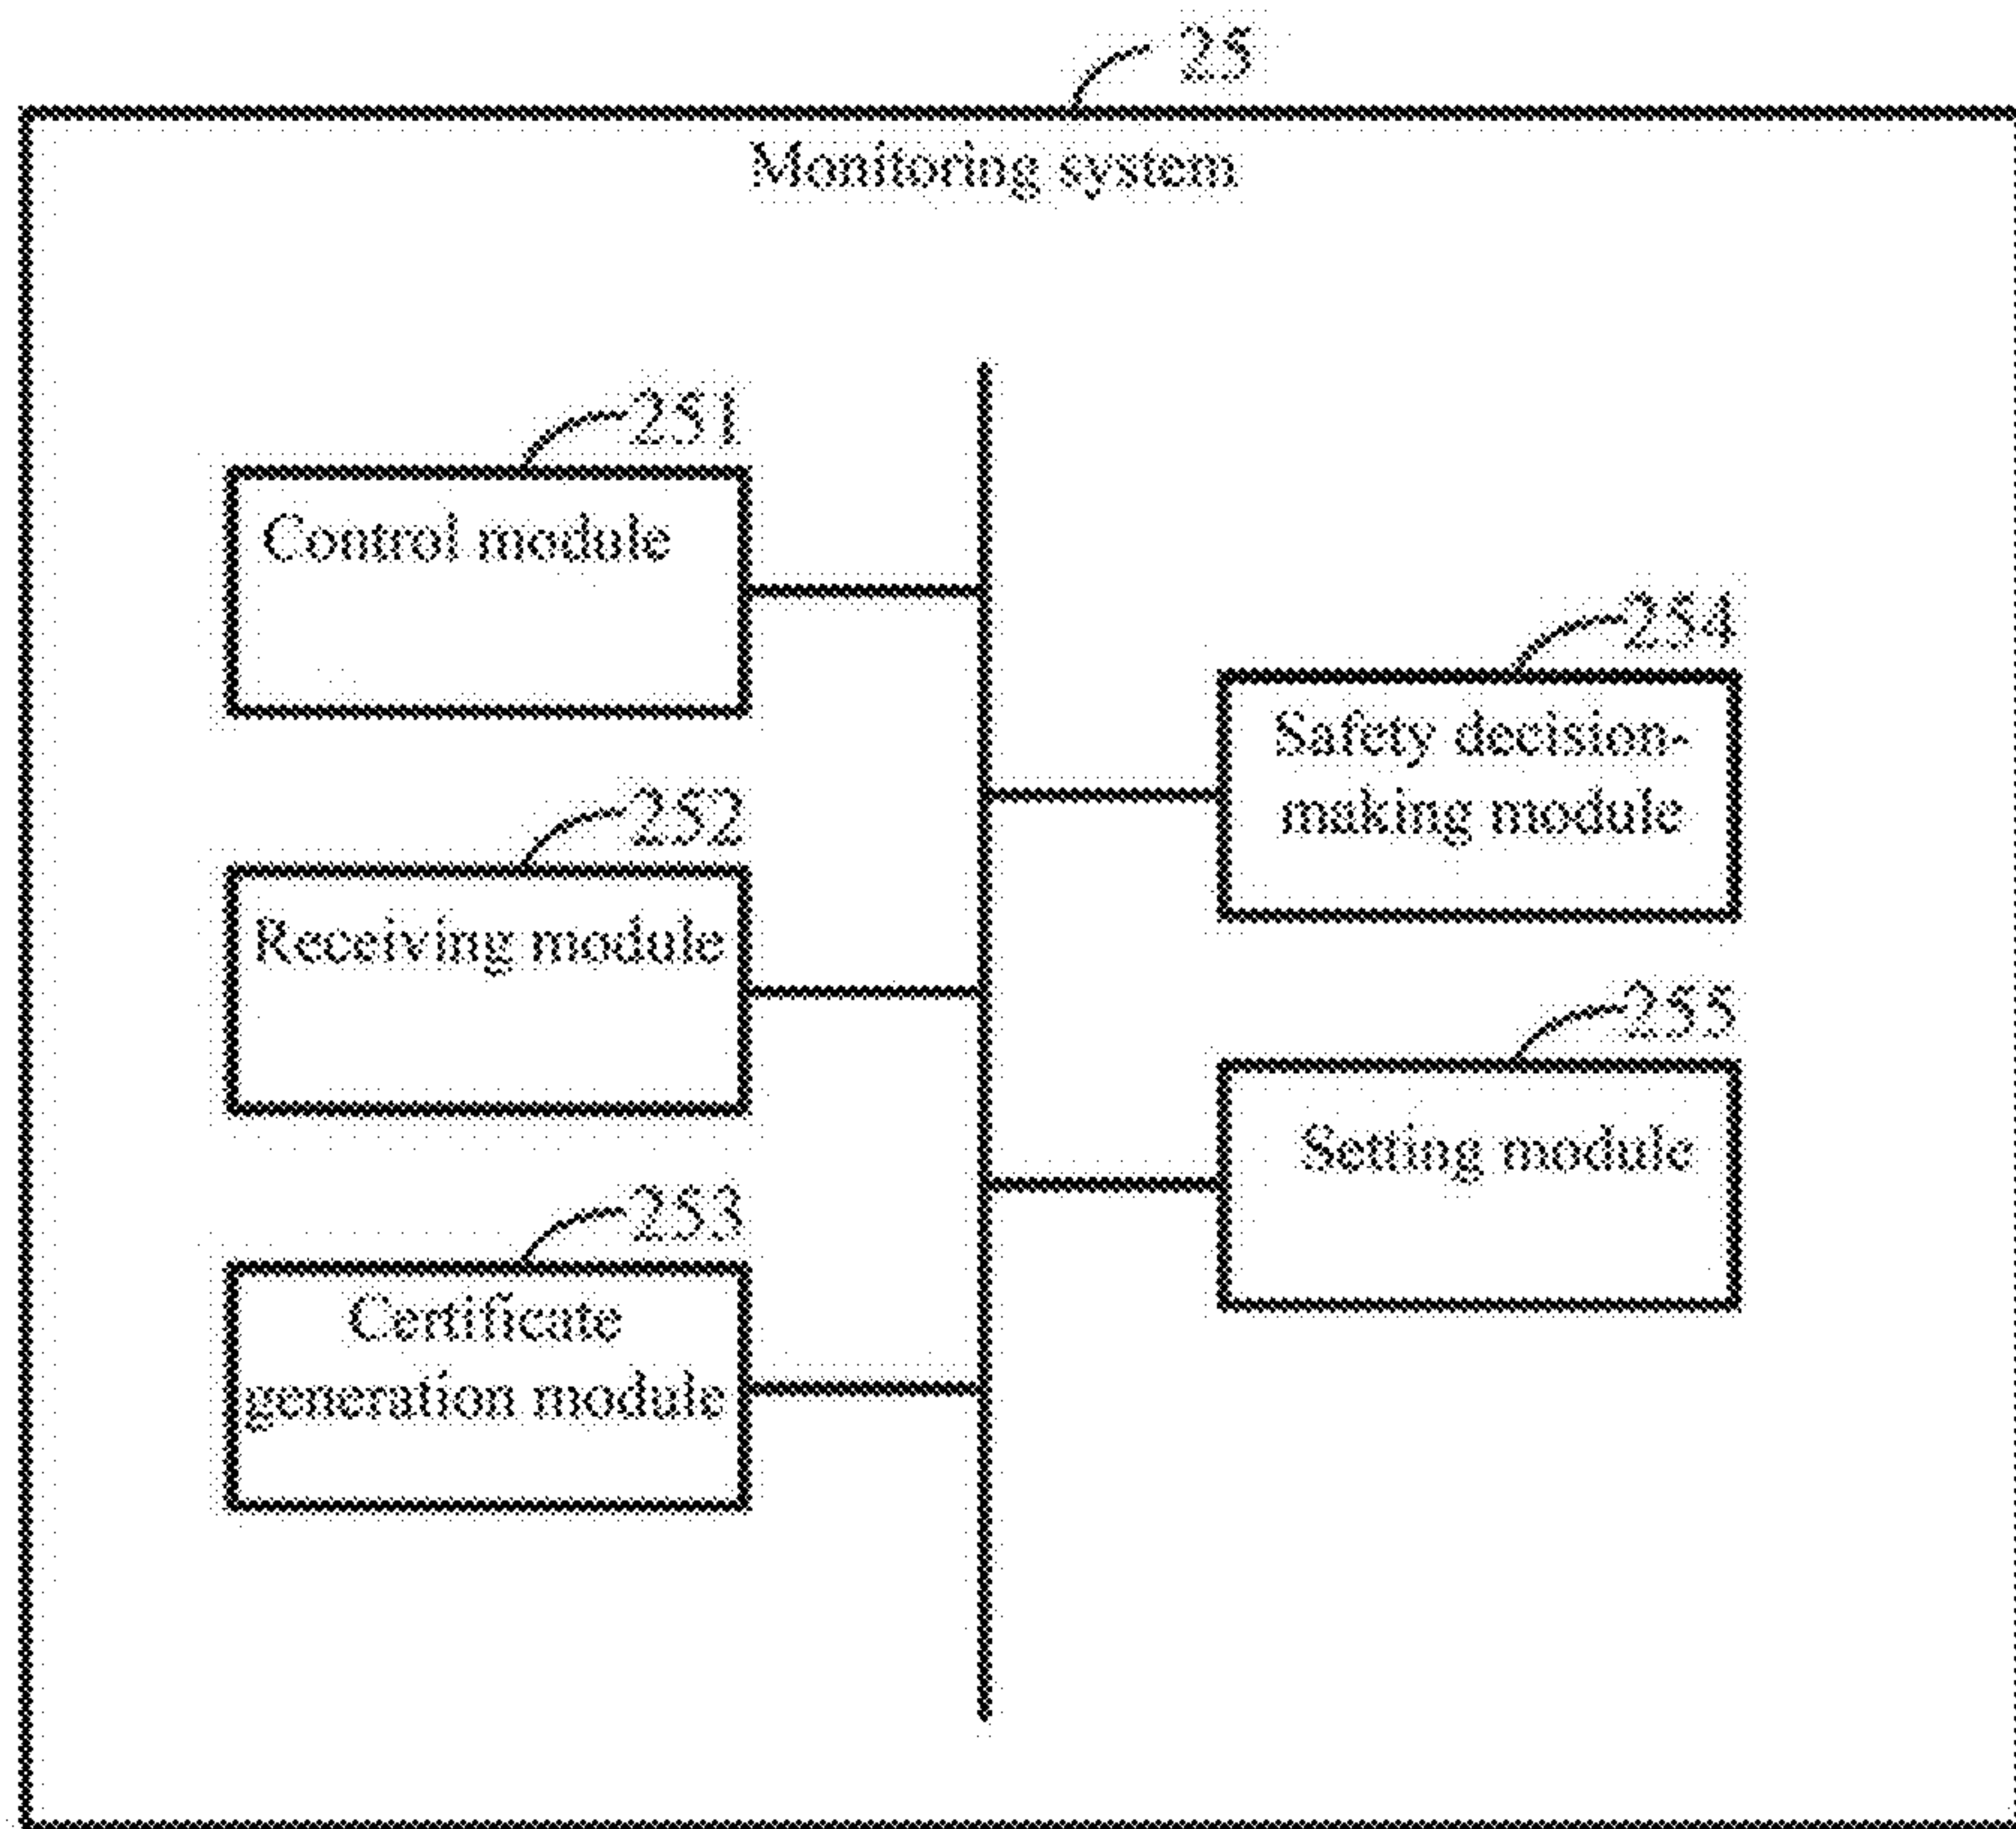 25
Monitoring system
251
Control module
252
Receiving module
253
Certificate
generation module
254
Safety decision-
making module
255
Setting module